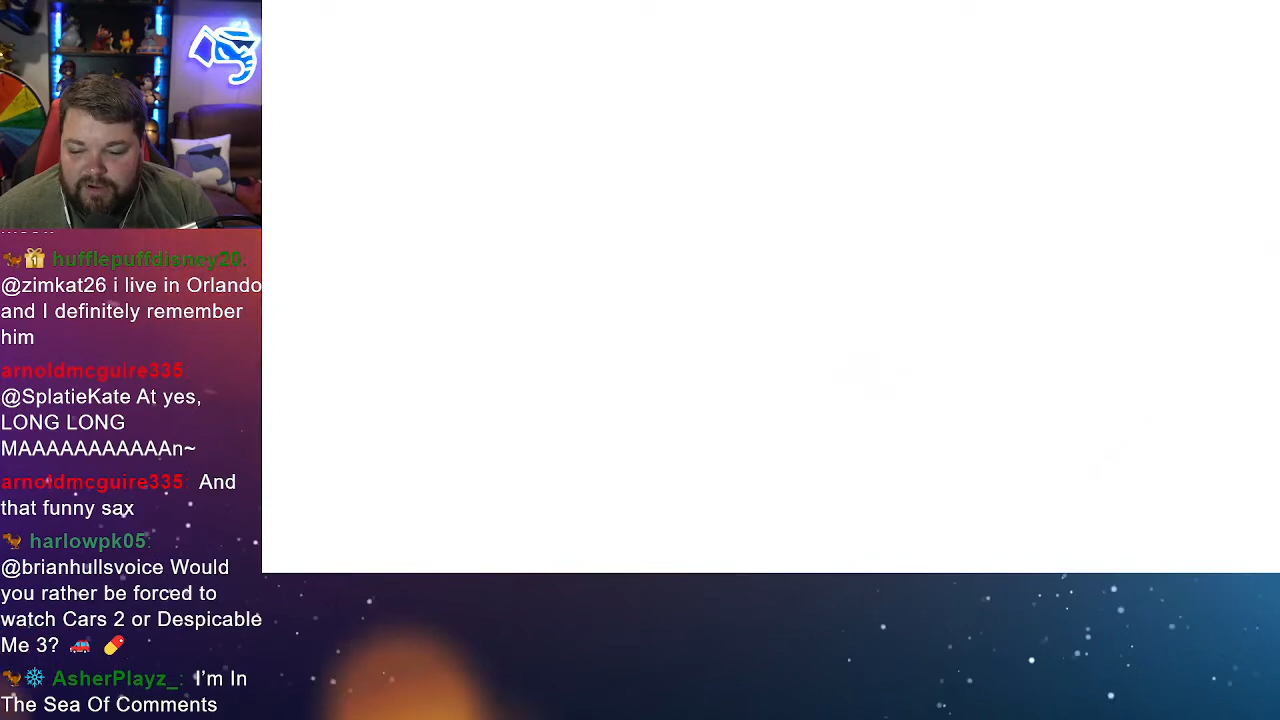 hufflepuffdisney20:
@zimkat26 i live in Orlando
and I definitely remember
him
arnoldmcguire335
@SplatieKate At yes,
LONG LONG
MAAAAAAAAAAAn~
arnoldmcguire335: And
that funny sax
harlowpk05:
@brianhullsvoice Would
you rather be forced to
watch Cars 2 or Despicable
Me 3?
AsherPlayz_: I’m In
The Sea Of Comments